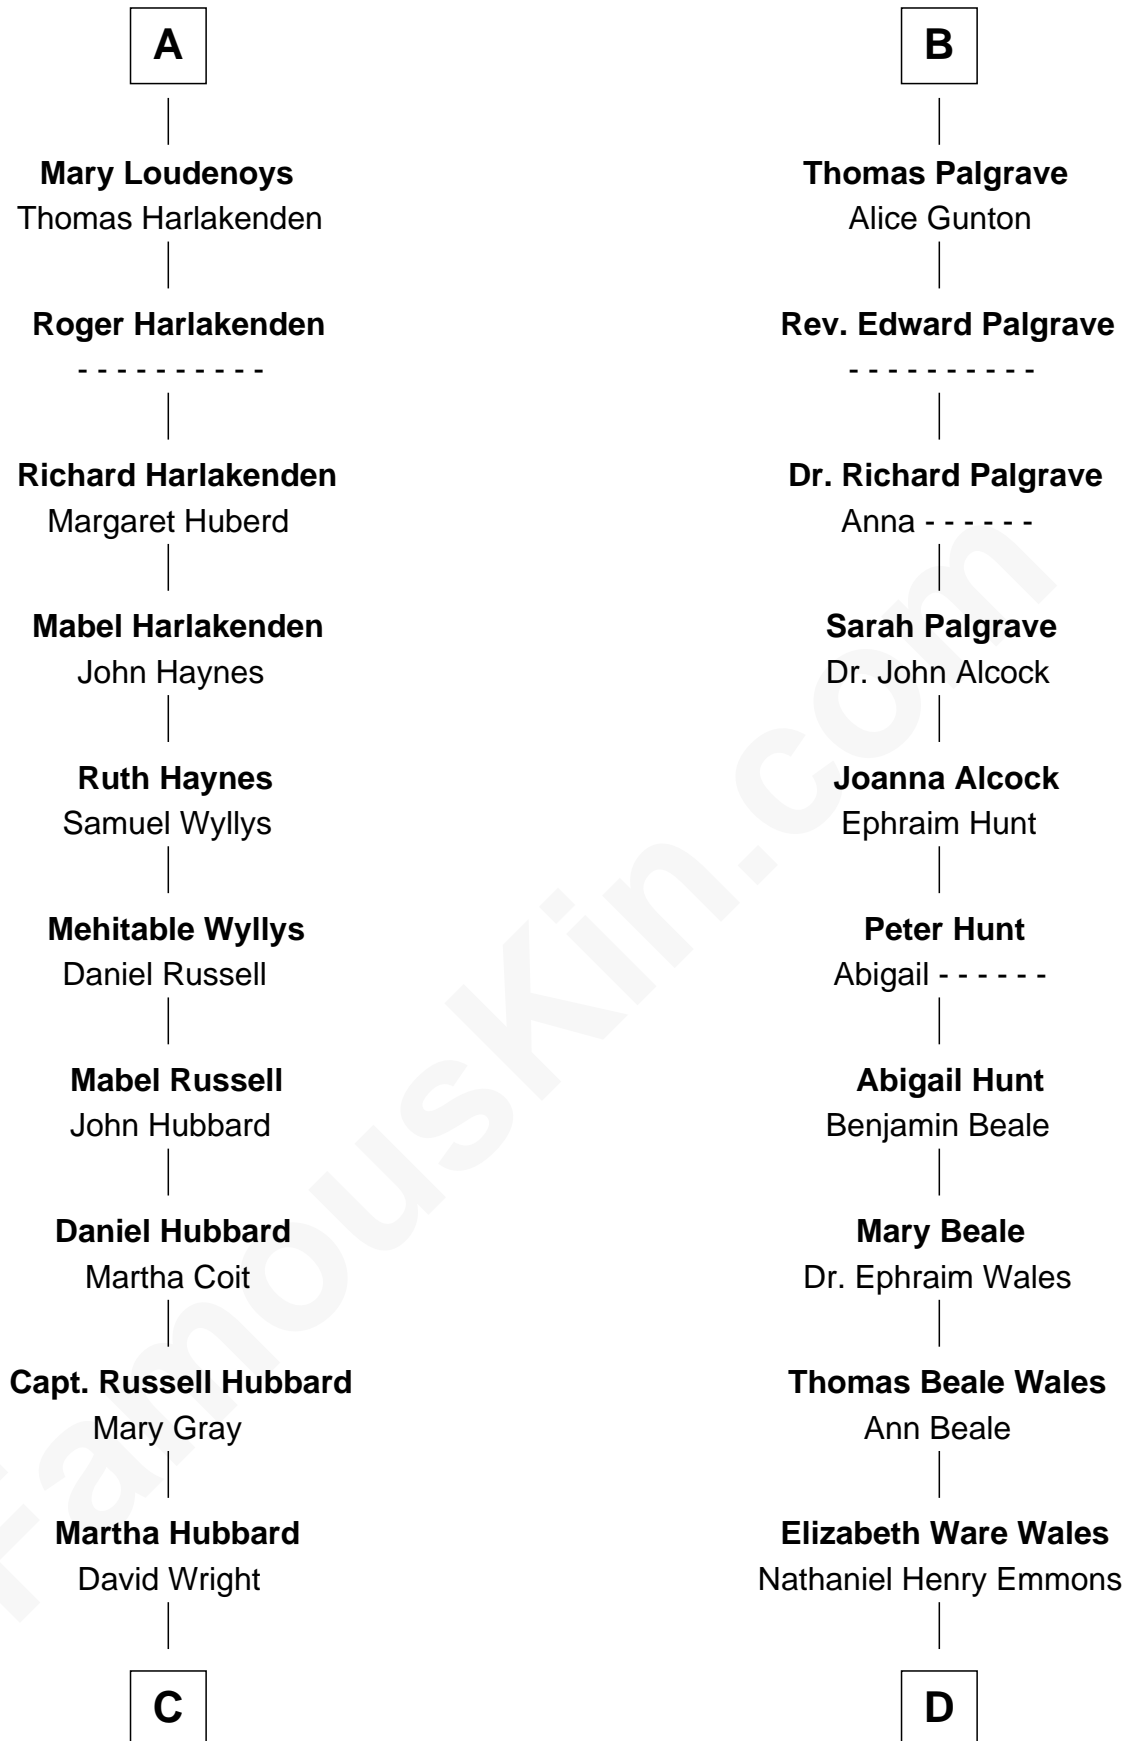 A
Mary Loudenoys
Thomas Harlakenden
Roger Harlakenden
- - - - - - - - - -
Richard Harlakenden
Margaret Huberd
Mabel Harlakenden
John Haynes
Ruth Haynes
Samuel Wyllys
Mehitable Wyllys
Daniel Russell
Mabel Russell
John Hubbard
Daniel Hubbard
Martha Coit
Capt. Russell Hubbard
Mary Gray
Martha Hubbard
David Wright
C
B
Thomas Palgrave
Alice Gunton
Rev. Edward Palgrave
- - - - - - - - - -
Dr. Richard Palgrave
Anna - - - - - -
Sarah Palgrave
Dr. John Alcock
Joanna Alcock
Ephraim Hunt
Peter Hunt
Abigail - - - - - -
Abigail Hunt
Benjamin Beale
Mary Beale
Dr. Ephraim Wales
Thomas Beale Wales
Ann Beale
Elizabeth Ware Wales
Nathaniel Henry Emmons
D
FamousKin.com